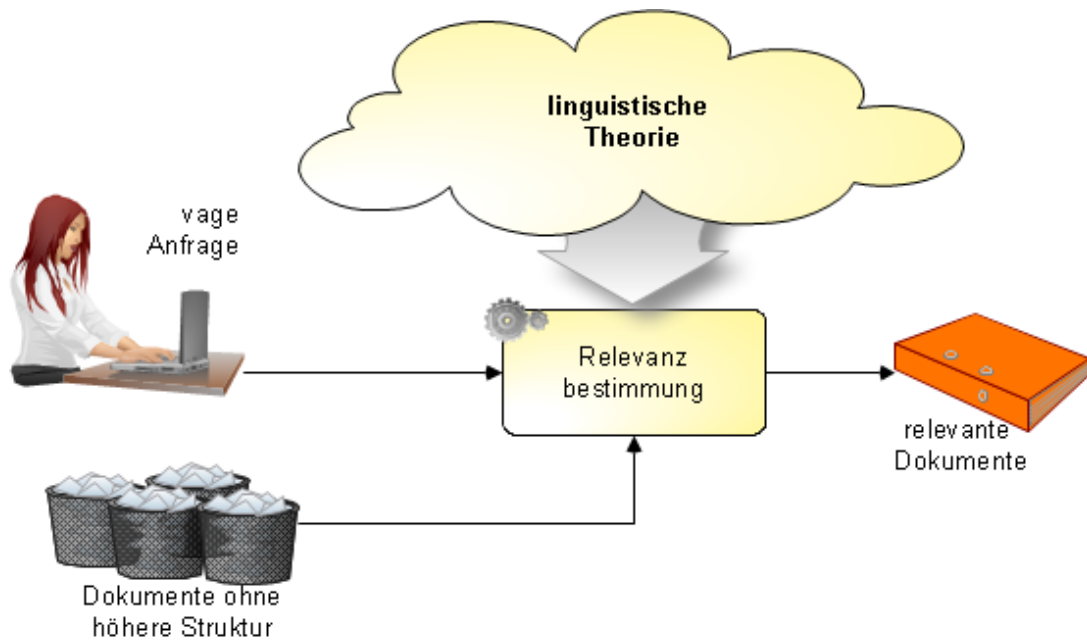 linguistische
Theorie
vage
Anfrage
Relevanz
bestimmung
relevante
Dokumente
Dokumente ohne
höhere Struktur